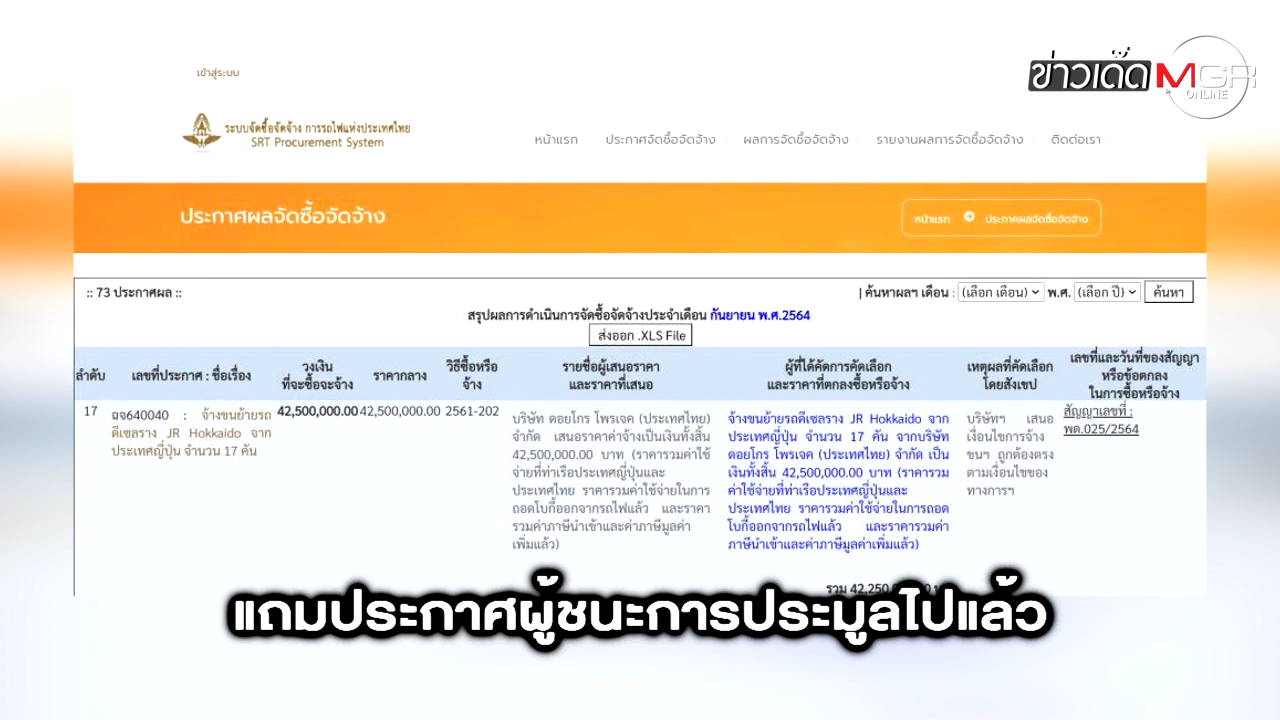 ข่าวเด็ด MGR ONLINE
เข้าสู่ระบบ
ระบบจัดซื้อจัดจ้าง การรถไฟแห่งประเทศไทย
SRT Procurement System
หน้าแรก ประกาศจัดซื้อจัดจ้าง ผลการจัดซื้อจัดจ้าง รายงานผลการจัดซื้อจัดจ้าง ติดต่อเรา
ประกาศผลจัดซื้อจัดจ้าง
หน้าแรก ประกาศผลจัดซื้อจัดจ้าง
:: 73 ประกาศผล ::
| ค้นหาผลฯ เดือน : (เลือก เดือน) พ.ศ. (เลือก ปี) ค้นหา
สรุปผลการดำเนินการจัดซื้อจัดจ้างประจำเดือน กันยายน พ.ศ.2564
ส่งออก .XLS File
ลำดับ
เลขที่ประกาศ : ชื่อเรื่อง
วงเงิน
ที่จะซื้อจะจ้าง
ราคากลาง
วิธีซื้อหรือ
จ้าง
รายชื่อผู้เสนอราคา
และราคาที่เสนอ
ผู้ที่ได้คัดการคัดเลือก
และราคาที่ตกลงซื้อหรือจ้าง
เหตุผลที่คัดเลือก
โดยสังเขป
เลขที่และวันที่ของสัญญา
หรือข้อตกลง
ในการซื้อหรือจ้าง
17
ฉจ640040 : จ้างขนย้ายรถ
ดีเซลราง JR Hokkaido จาก
ประเทศญี่ปุ่น จำนวน 17 คัน
42,500,000.00
42,500,000.00
2561-202
บริษัท ดอยโกร โพรเจค (ประเทศไทย)
จำกัด เสนอราคาค่าจ้างเป็นเงินทั้งสิ้น
42,500,000.00 บาท (ราคารวมค่าใช้
จ่ายที่ท่าเรือประเทศญี่ปุ่นและ
ประเทศไทย ราคารวมค่าใช้จ่ายในการ
ถอดโบกี้ออกจากรถไฟแล้ว และราคา
รวมค่าภาษีนำเข้าและค่าภาษีมูลค่า
เพิ่มแล้ว)
จ้างขนย้ายรถดีเซลราง JR Hokkaido จาก
ประเทศญี่ปุ่น จำนวน 17 คัน จากบริษัท
ดอยโกร โพรเจค (ประเทศไทย) จำกัด เป็น
เงินทั้งสิ้น 42,500,000.00 บาท (ราคารวม
ค่าใช้จ่ายที่ท่าเรือประเทศญี่ปุ่นและ
ประเทศไทย ราคารวมค่าใช้จ่ายในการถอด
โบกี้ออกจากรถไฟแล้ว และราคารวมค่า
ภาษีนำเข้าและค่าภาษีมูลค่าเพิ่มแล้ว)
บริษัทฯ เสนอ
เงื่อนไขการจ้าง
ขนฯ ถูกต้องตรง
ตามเงื่อนไขของ
ทางการฯ
สัญญาเลขที่ :
พด.025/2564
รวม
แถมประกาศผู้ชนะการประมูลไปแล้ว